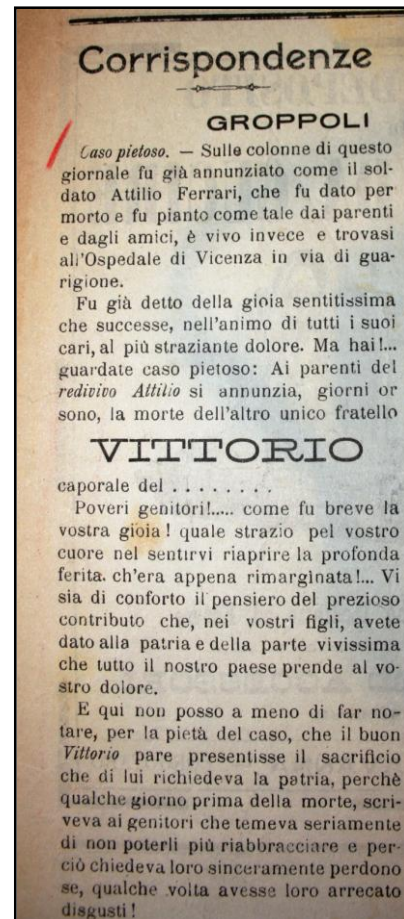 Corrispondenze
GROPPOLI
Caso pietoso. — Sulle colonne di questo
giornale fu già annunziato come il sol-
dato Attilio Ferrari, che fu dato per
morto e fu pianto come tale dai parenti
e dagli amici, è vivo invece e trovasi
all'Ospedale di Vicenza in via di gua-
rigione.
Fu già detto della gioia sentitissima
che successe, nell'animo di tutti i suoi
cari, al più straziante dolore. Ma hai!...
guardate caso pietoso: Ai parenti del
redivivo Attilio si annunzia, giorni or
sono, la morte dell'altro unico fratello
VITTORIO
caporale del . . . . . . . .
Poveri genitori!..... come fu breve la
vostra gioia! quale strazio pel vostro
cuore nel sentirvi riaprire la profonda
ferita. ch'era appena rimarginata!... Vi
sia di conforto il pensiero del prezioso
contributo che, nei vostri figli, avete
dato alla patria e della parte vivissima
che tutto il nostro paese prende al vo-
stro dolore.
E qui non posso a meno di far no-
tare, per la pietà del caso, che il buon
Vittorio pare presentisse il sacrificio
che di lui richiedeva la patria, perchè
qualche giorno prima della morte, scri-
veva ai genitori che temeva seriamente
di non poterli più riabbracciare e per-
ciò chiedeva loro sinceramente perdono
se, qualche volta avesse loro arrecato
disgusti!